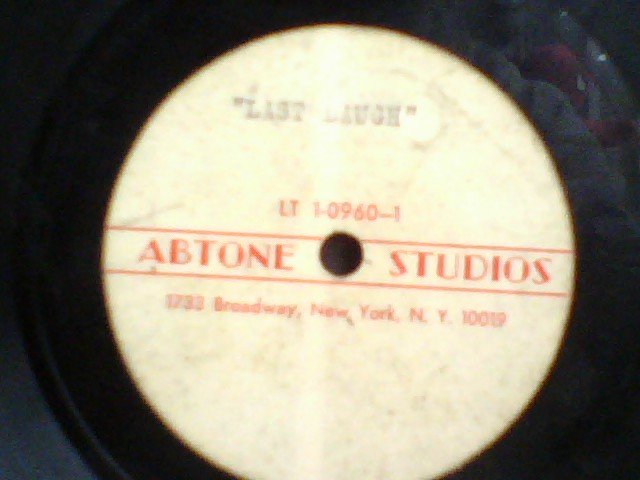 "LAST LAUGH"
LT 1-0960-1
ABTONE STUDIOS
1733 Broadway, New York, N. Y. 10019